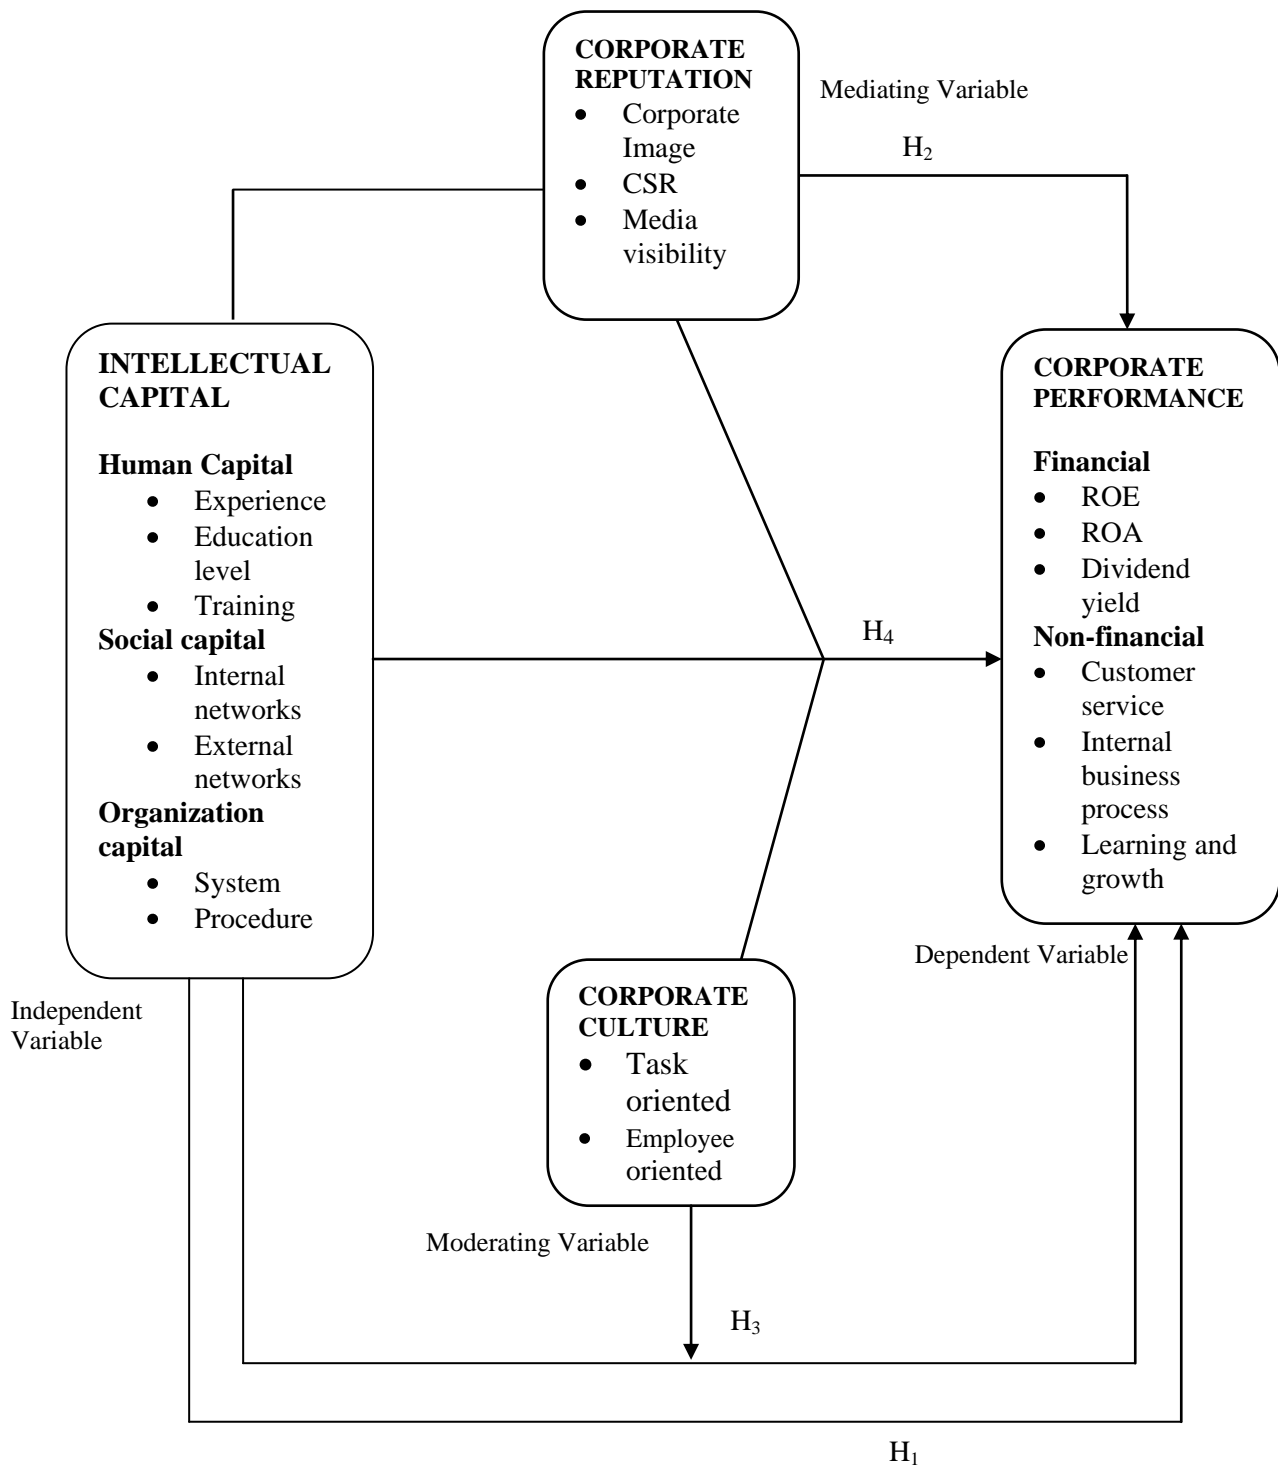 CORPORATE
REPUTATION
• Corporate
Image
• CSR
• Media
visibility
Mediating Variable
H₂
INTELLECTUAL
CAPITAL
Human Capital
• Experience
• Education
level
• Training
Social capital
• Internal
networks
• External
networks
Organization
capital
• System
• Procedure
Independent
Variable
H₄
CORPORATE
PERFORMANCE
Financial
• ROE
• ROA
• Dividend
yield
Non-financial
• Customer
service
• Internal
business
process
• Learning and
growth
Dependent Variable
CORPORATE
CULTURE
• Task
oriented
• Employee
oriented
Moderating Variable
H₃
H₁